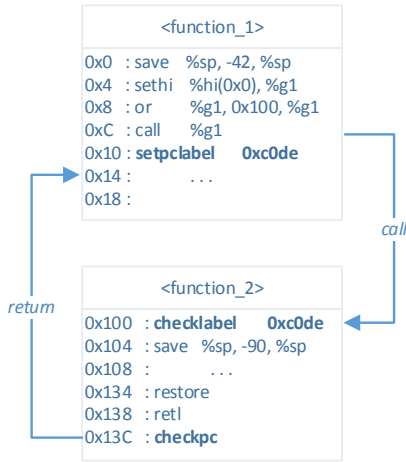 <function_1>
0x0 : save %sp, -42, %sp
0x4 : sethi %hi(0x0), %g1
0x8 : or %g1, 0x100, %g1
0xC : call %g1
0x10 : setpclabel 0xc0de
0x14 : ...
0x18 :
call
<function_2>
return
0x100 : checklabel 0xc0de
0x104 : save %sp, -90, %sp
0x108 : ...
0x134 : restore
0x138 : retl
0x13C : checkpc